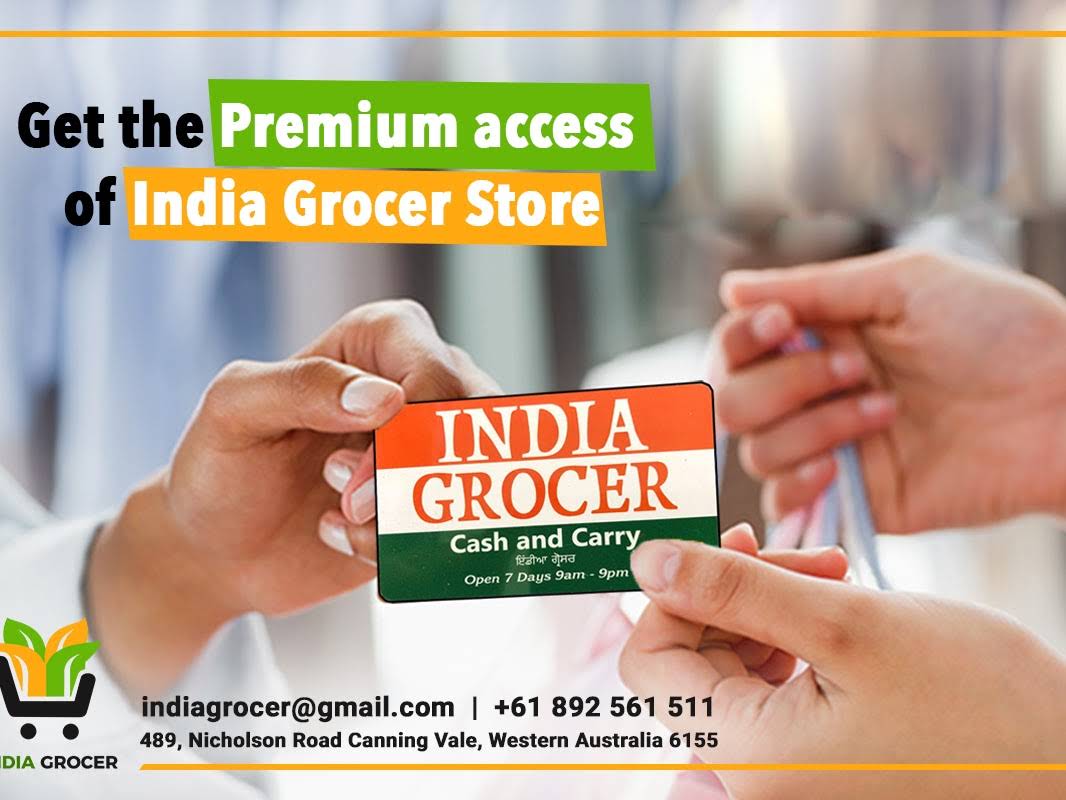 Get the Premium access
of India Grocer Store
INDIA
GROCER
Cash and Carry
ਇੰਡੀਆ ਗ੍ਰੋਸਰ
Open 7 Days 9am - 9pm
indiagrocer@gmail.com | +61 892 561 511
489, Nicholson Road Canning Vale, Western Australia 6155
NDIA GROCER